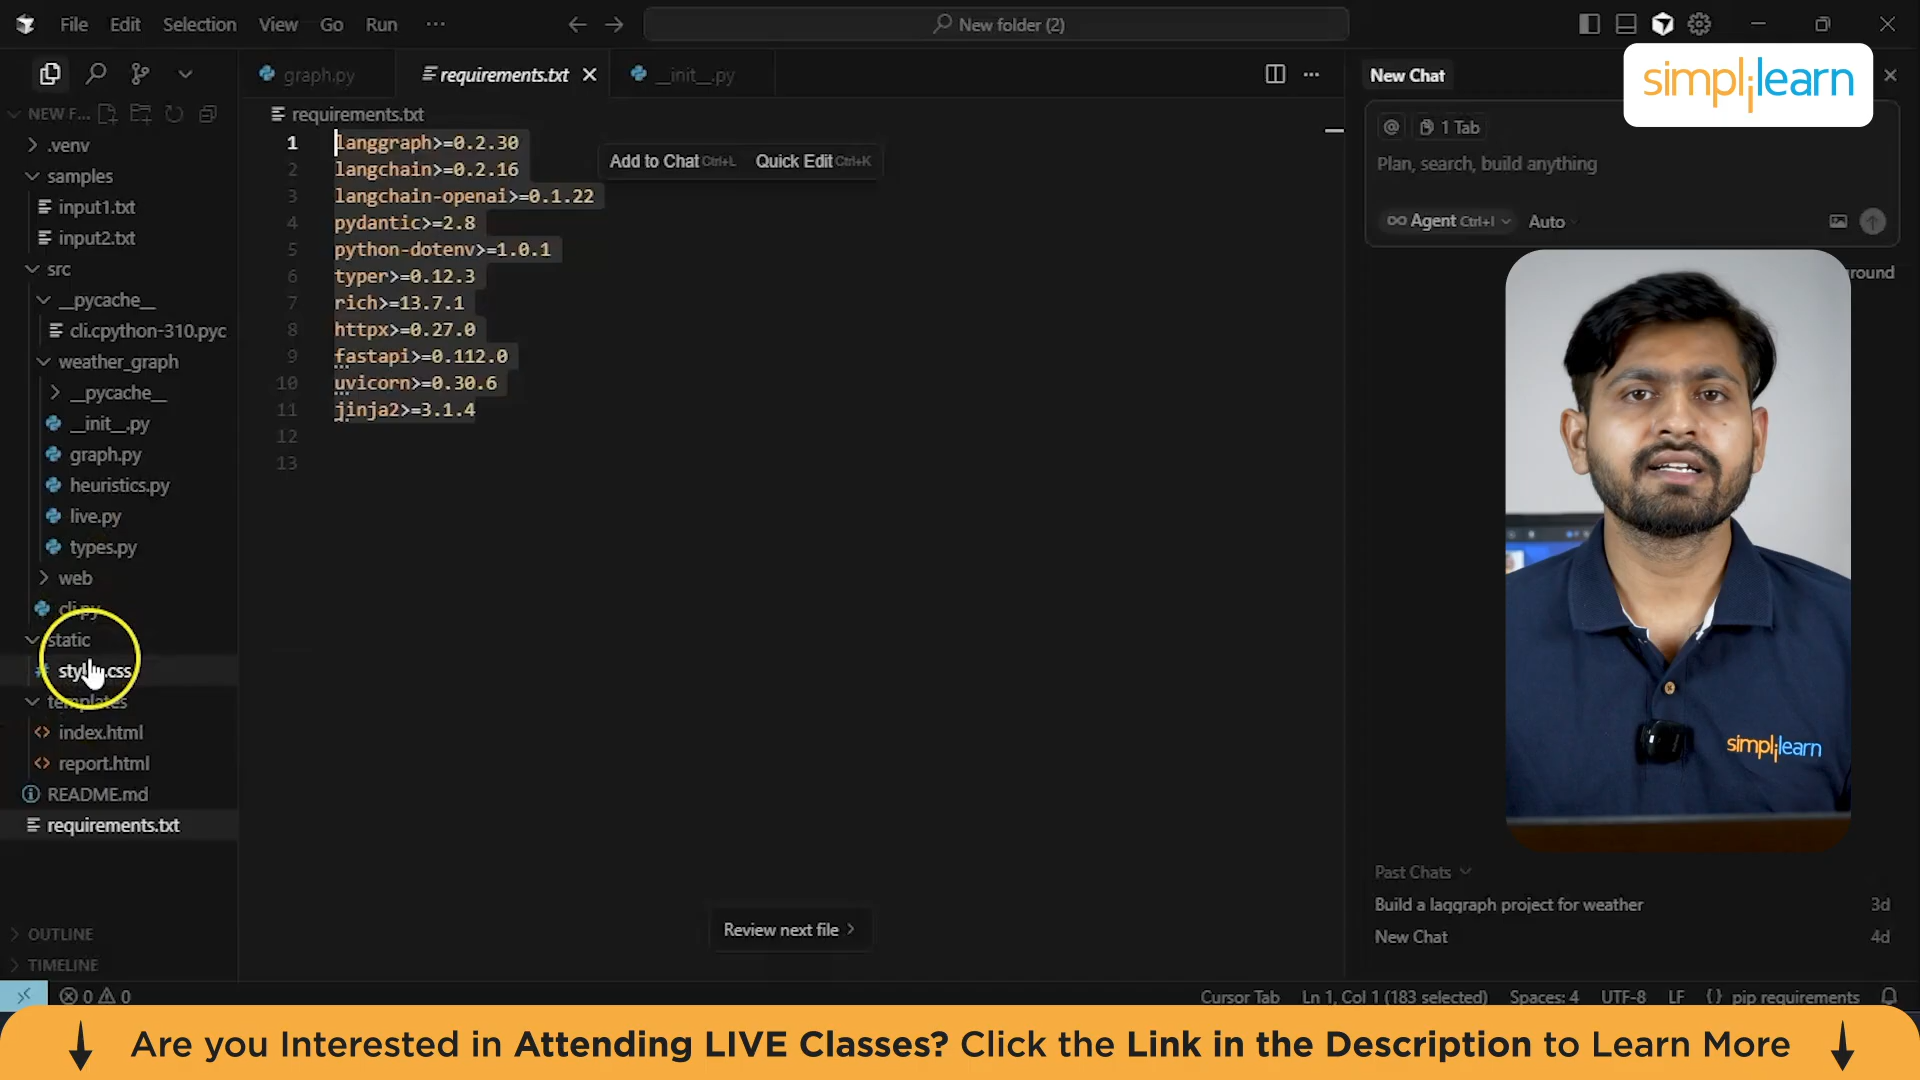 File Edit Selection View Go Run ···
New folder (2)
simplilearn
NEW F...
.venv
samples
input1.txt
input2.txt
src
__pycache__
cli.cpython-310.pyc
weather_graph
__pycache__
__init__.py
graph.py
heuristics.py
live.py
types.py
web
cli.py
static
style.css
templates
index.html
report.html
README.md
requirements.txt
OUTLINE
TIMELINE
graph.py
requirements.txt
__init__.py
requirements.txt
1 langgraph>=0.2.30
2 langchain>=0.2.16
3 langchain-openai>=0.1.22
4 pydantic>=2.8
5 python-dotenv>=1.0.1
6 typer>=0.12.3
7 rich>=13.7.1
8 httpx>=0.27.0
9 fastapi>=0.112.0
10 uvicorn>=0.30.6
11 jinja2>=3.1.4
12
13
Add to Chat Ctrl+L Quick Edit Ctrl+K
Review next file
New Chat
@ 1 Tab
Plan, search, build anything
Agent Ctrl+I Auto
simplilearn
Past Chats
Build a laqgraph project for weather 3d
New Chat 4d
0 0
Cursor Tab Ln 1, Col 1 (183 selected) Spaces: 4 UTF-8 LF {} pip requirements
Are you Interested in Attending LIVE Classes? Click the Link in the Description to Learn More